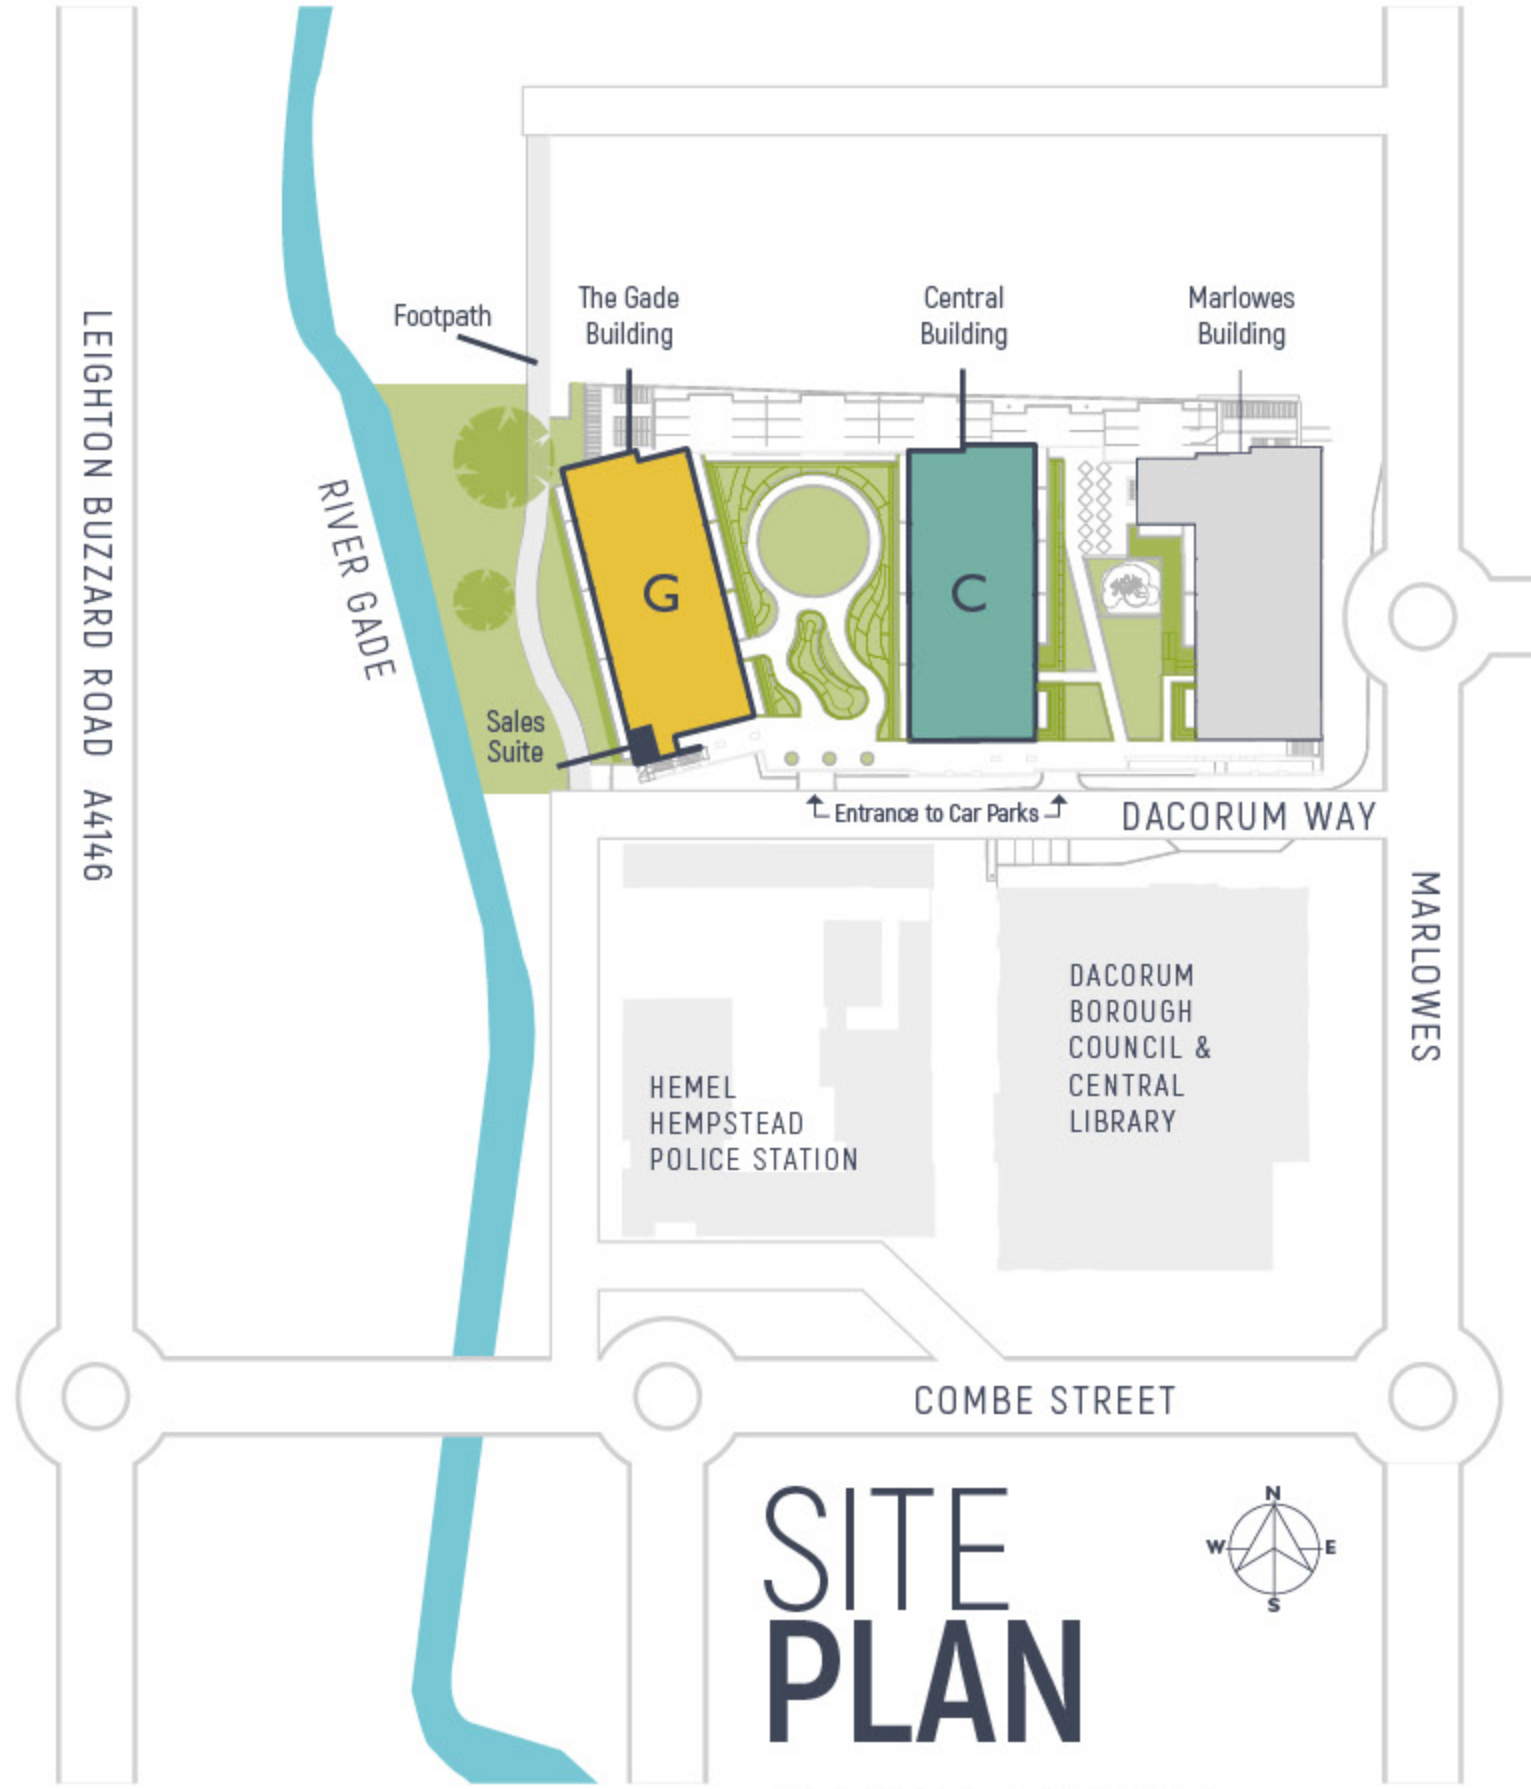 Footpath
The Gade
Building
Central
Building
Marlowes
Building
LEIGHTON BUZZARD ROAD A4146
RIVER GADE
G
C
Sales
Suite
Entrance to Car Parks
DACORUM WAY
MARLOWES
DACORUM
BOROUGH
COUNCIL &
CENTRAL
LIBRARY
HEMEL
HEMPSTEAD
POLICE STATION
COMBE STREET
SITE
PLAN
N
W
E
S